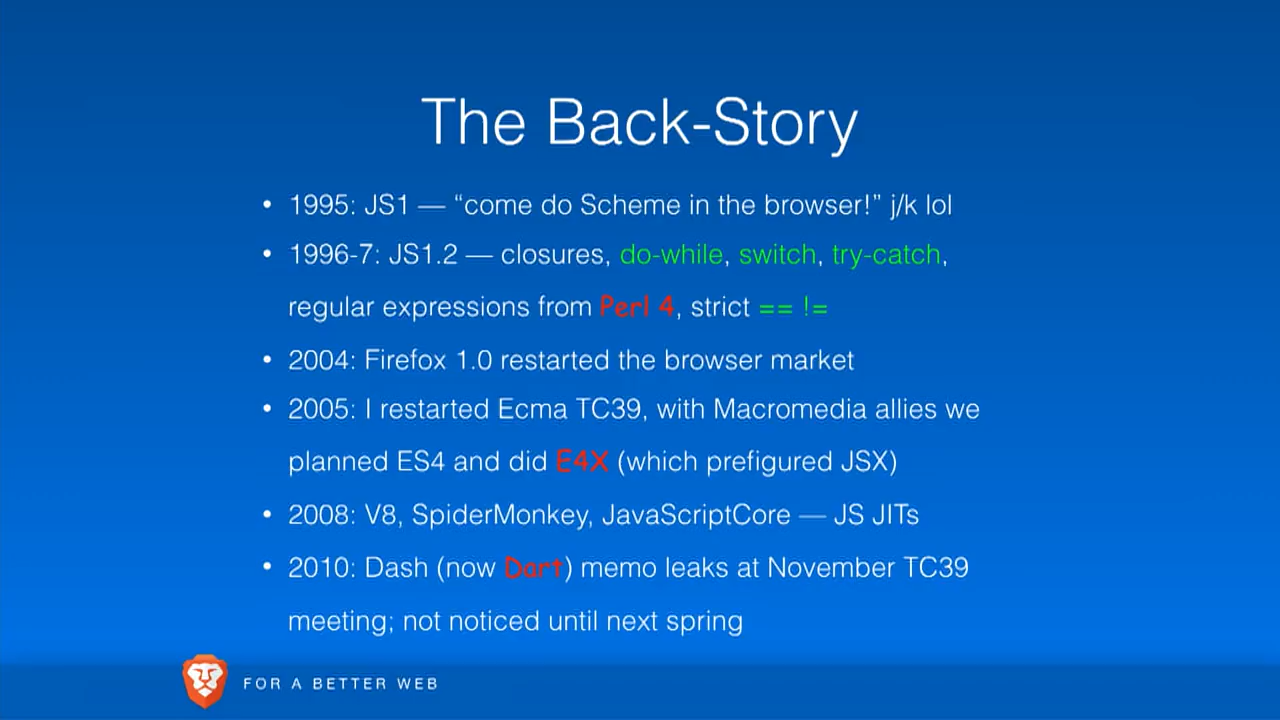 The Back-Story
• 1995: JS1 — “come do Scheme in the browser!” j/k lol
• 1996-7: JS1.2 — closures, do-while, switch, try-catch,
regular expressions from Perl 4, strict == !=
• 2004: Firefox 1.0 restarted the browser market
• 2005: I restarted Ecma TC39, with Macromedia allies we
planned ES4 and did E4X (which prefigured JSX)
• 2008: V8, SpiderMonkey, JavaScriptCore — JS JITs
• 2010: Dash (now Dart) memo leaks at November TC39
meeting; not noticed until next spring
FOR A BETTER WEB